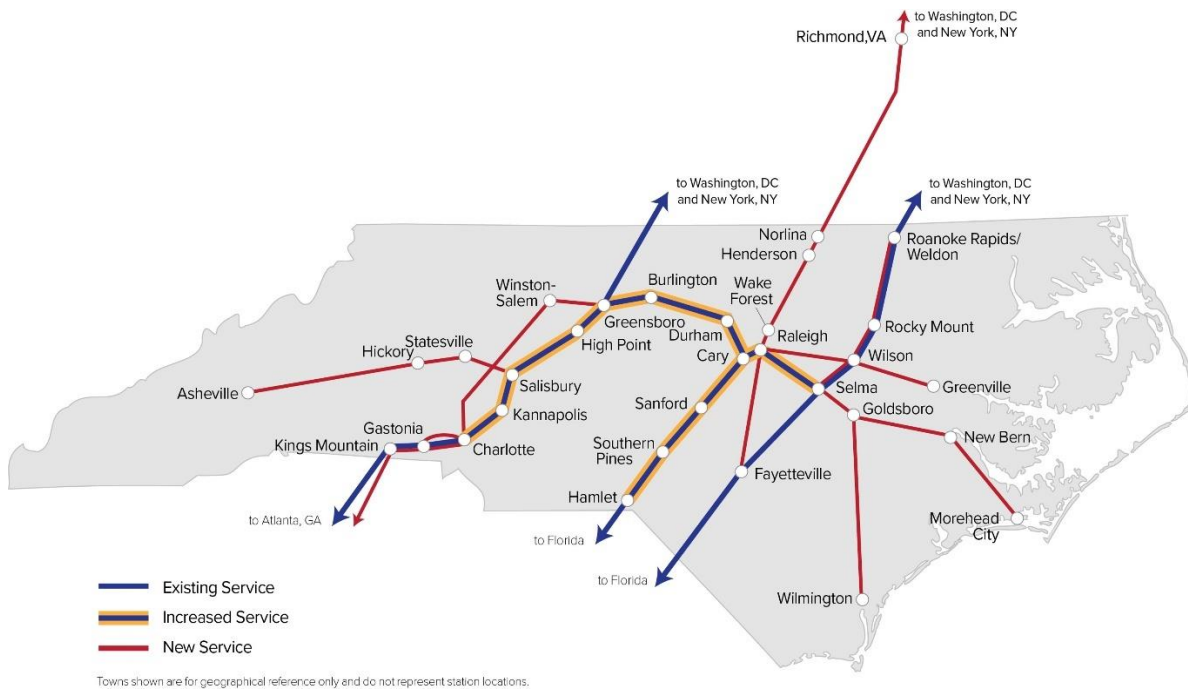 to Washington, DC
and New York, NY
Richmond,VA
to Washington, DC
and New York, NY
to Washington, DC
and New York, NY
Norlina
Henderson
Roanoke Rapids/
Weldon
Winston-
Salem
Burlington
Wake
Forest
Greensboro
Durham
Raleigh
Rocky Mount
High Point
Statesville
Hickory
Cary
Wilson
Asheville
Salisbury
Selma
Greenville
Kannapolis
Sanford
Goldsboro
Gastonia
Kings Mountain
Charlotte
Southern
Pines
New Bern
Fayetteville
Hamlet
to Atlanta, GA
Morehead
City
to Florida
to Florida
Wilmington
Existing Service
Increased Service
New Service
Towns shown are for geographical reference only and do not represent station locations.